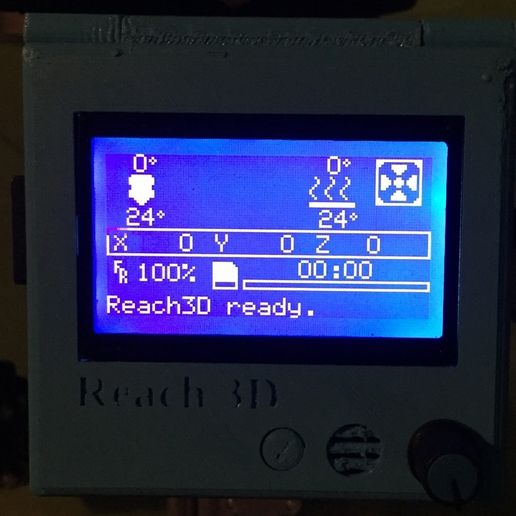 0° 0°
24° 24°
X 0 Y 0 Z 0
FR 100% 00:00
Reach3D ready.
Reach 3D